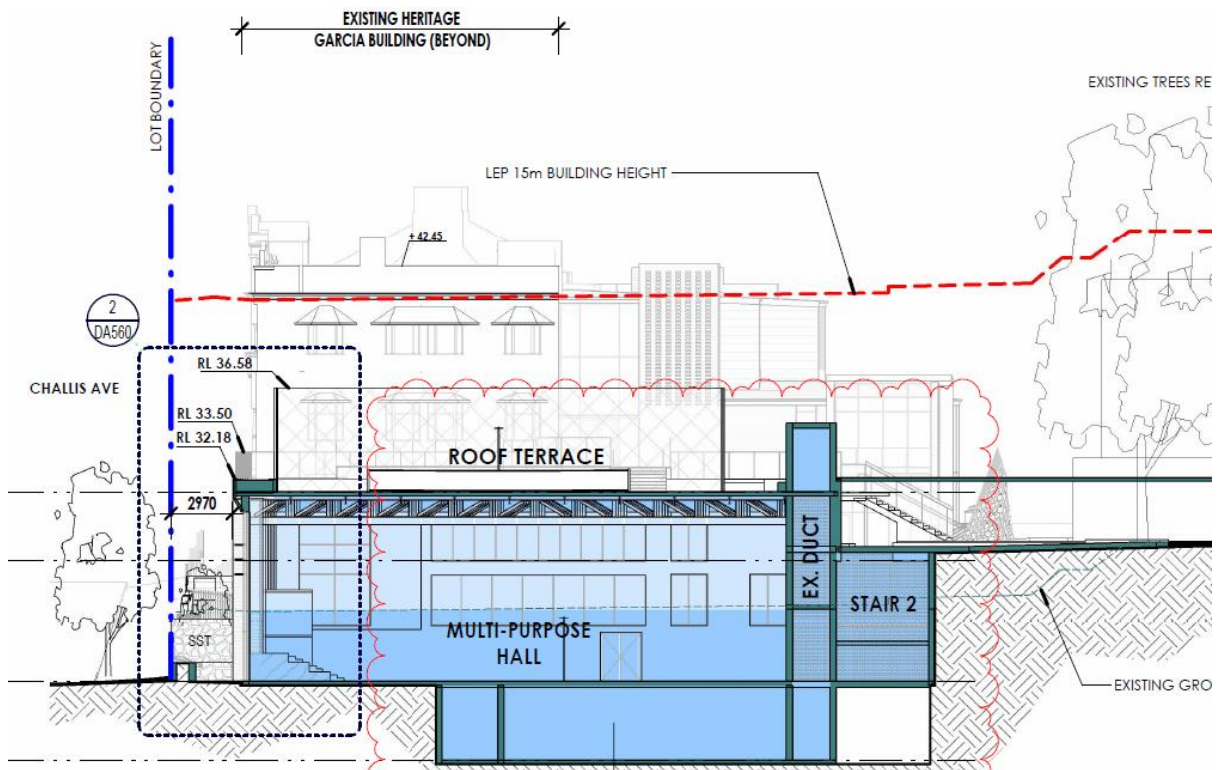 EXISTING HERITAGE
GARCIA BUILDING (BEYOND)
LOT BOUNDARY
EXISTING TREES RE
LEP 15m BUILDING HEIGHT
+ 42.45
2
DA560
CHALLIS AVE
RL 36.58
RL 33.50
RL 32.18
2970
ROOF TERRACE
EX. DUCT
STAIR 2
SST
MULTI-PURPOSE
HALL
EXISTING GRO